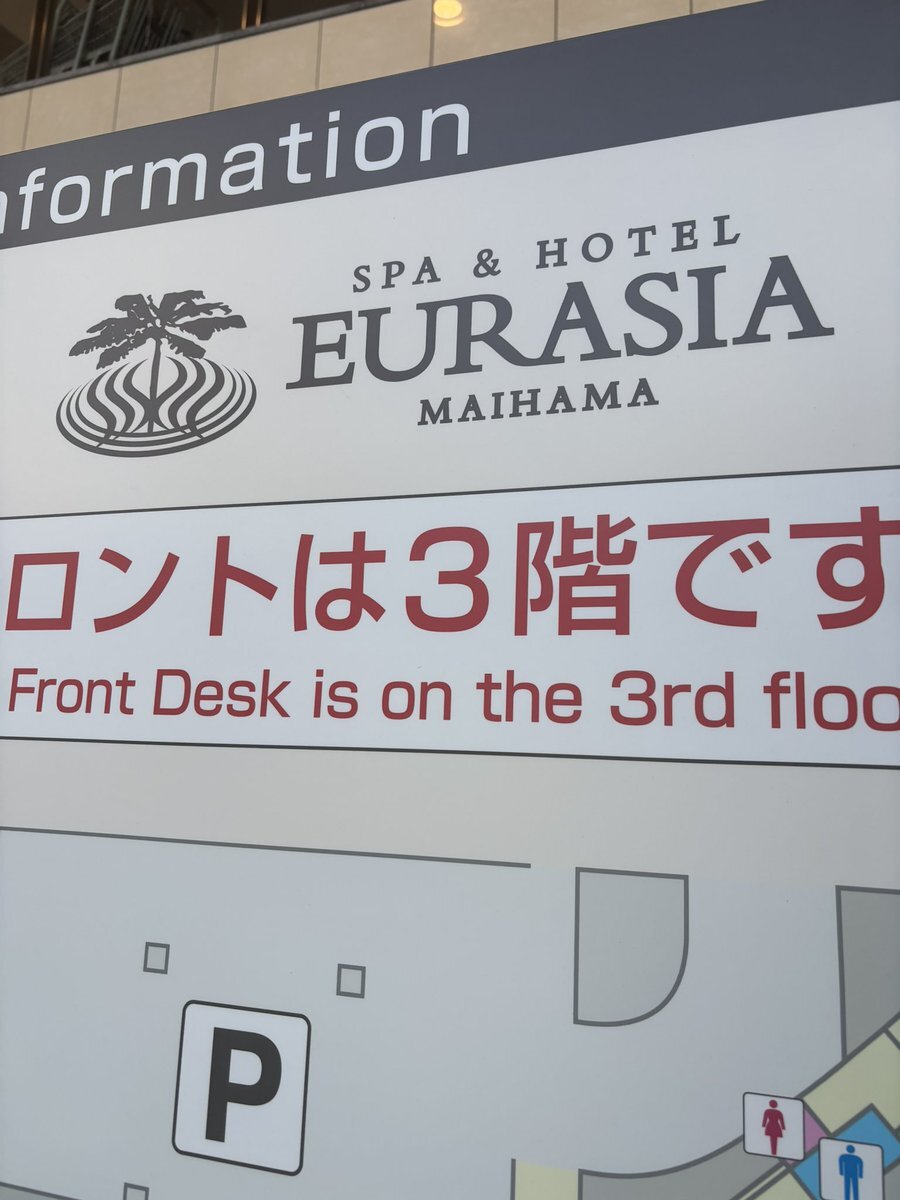 nformation
SPA & HOTEL
EURASIA
MAIHAMA
ロントは3階です
Front Desk is on the 3rd floo
P